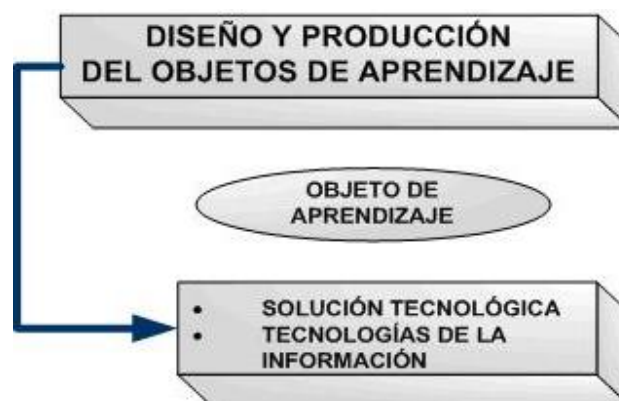 DISEÑO Y PRODUCCIÓN
DEL OBJETOS DE APRENDIZAJE
OBJETO DE
APRENDIZAJE
• SOLUCIÓN TECNOLÓGICA
• TECNOLOGÍAS DE LA
INFORMACIÓN